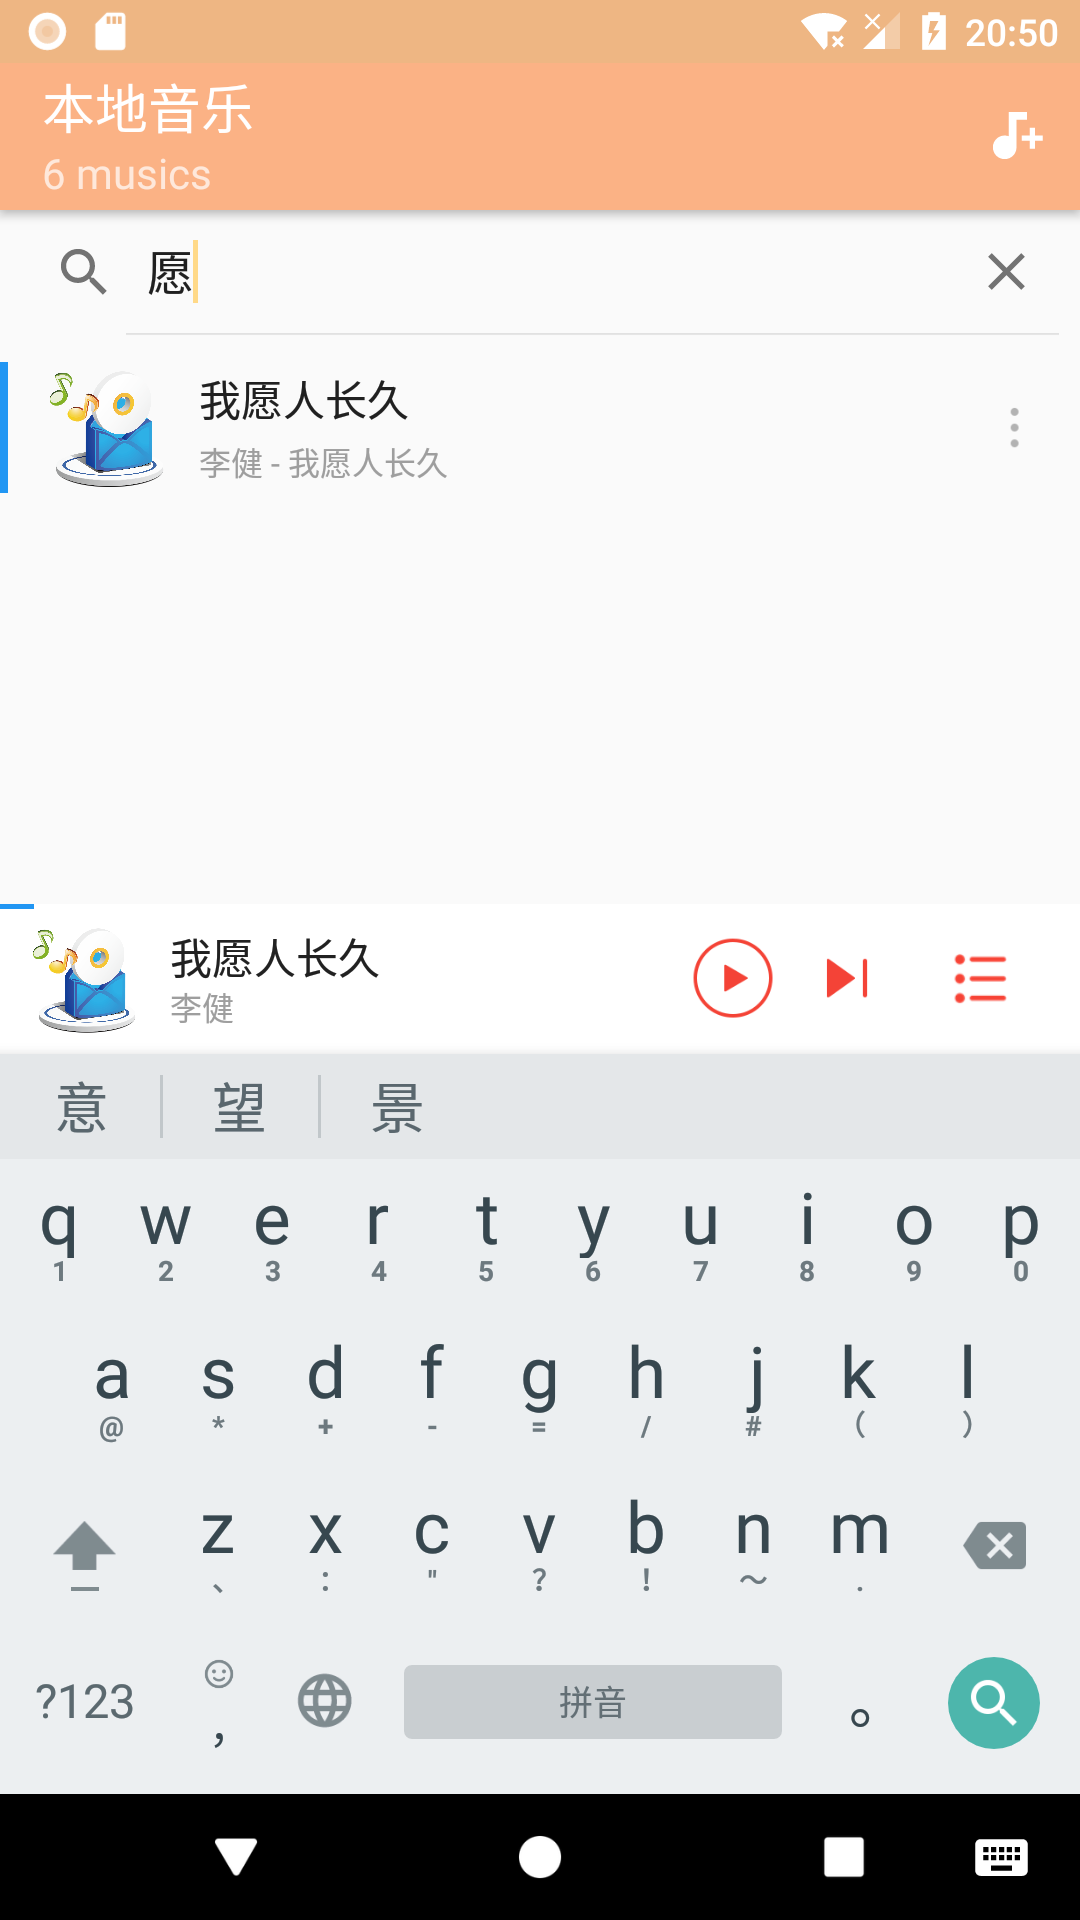 20:50
本地音乐
6 musics
愿
我愿人长久
李健 - 我愿人长久
我愿人长久
李健
意 望 景
q w e r t y u i o p
1 2 3 4 5 6 7 8 9 0
a s d f g h j k l
@ * + - = / # ( )
z x c v b n m
、 : " ? ! ～ .
?123 , 拼音 。